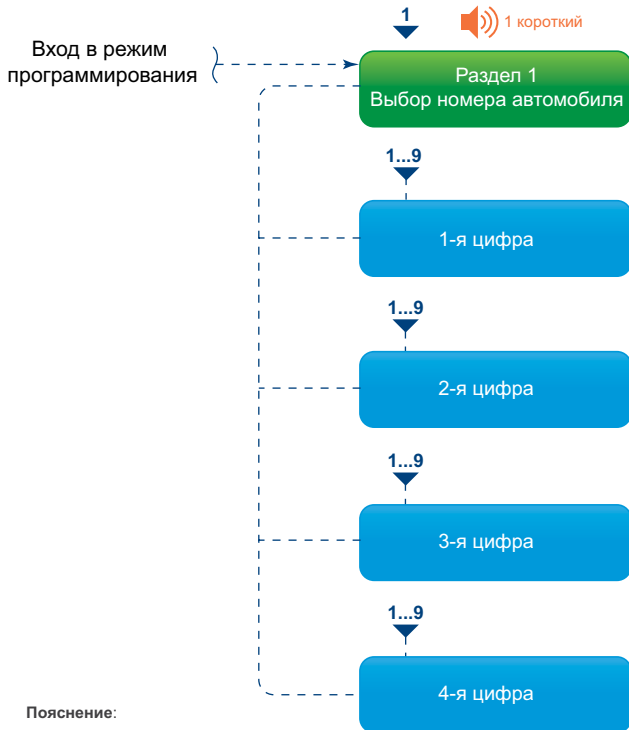 1
1 короткий
Вход в режим
программирования
Раздел 1
Выбор номера автомобиля
1...9
1-я цифра
1...9
2-я цифра
1...9
3-я цифра
1...9
4-я цифра
Пояснение: